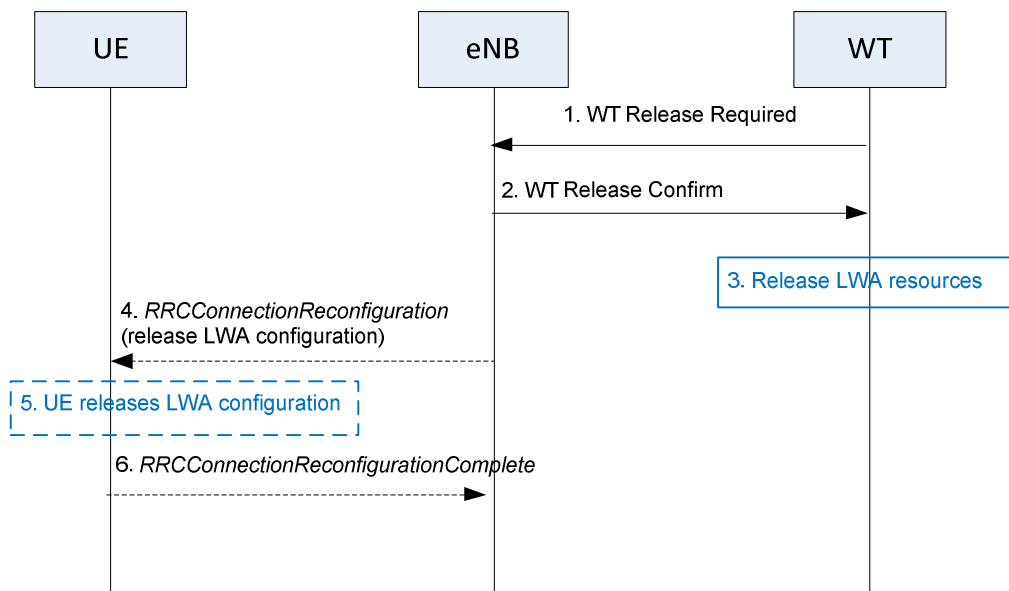 UE
eNB
WT
1. WT Release Required
2. WT Release Confirm
3. Release LWA resources
4. RRCConnectionReconfiguration
(release LWA configuration)
5. UE releases LWA configuration
6. RRCConnectionReconfigurationComplete